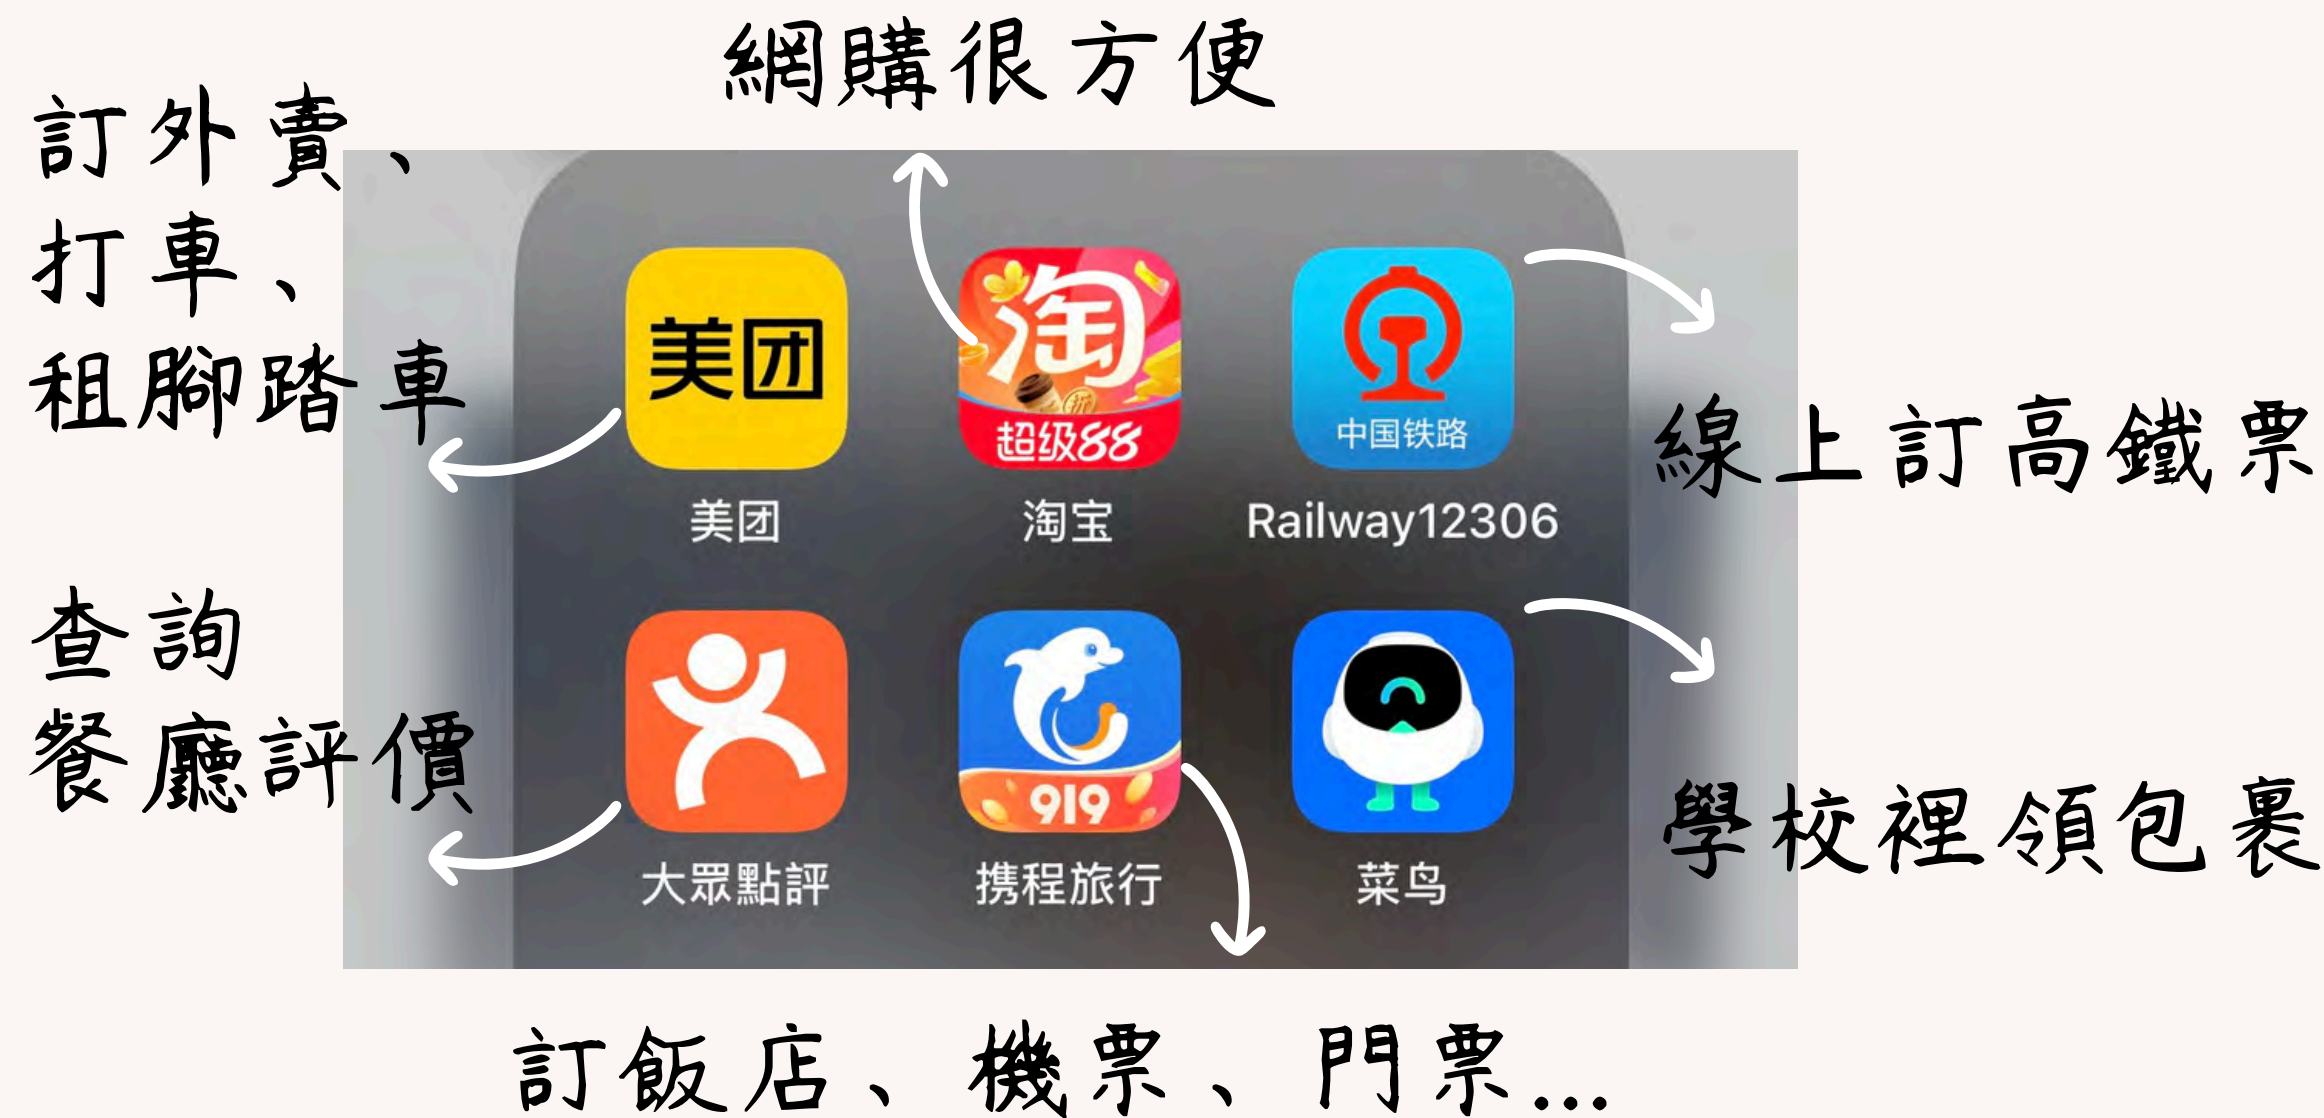 網購很方便
訂外賣、
打車、
租腳踏車
美团
淘
超级88
中国铁路
線上訂高鐵票
美团
淘宝
Railway12306
查詢
餐廳評價
919
學校裡領包裹
大眾點評
携程旅行
菜鸟
訂飯店、機票、門票...